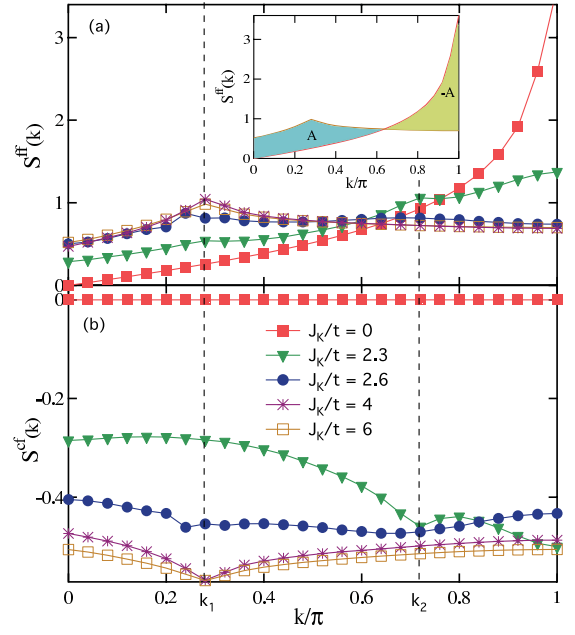 (a)
S^ff(k)
3
2
1
0
S^ff(k)
3
2
1
0
A
-A
0 0.2 0.4 0.6 0.8 1
k/π
(b)
S^cf(k)
0
-0.2
-0.4
J_K/t = 0
J_K/t = 2.3
J_K/t = 2.6
J_K/t = 4
J_K/t = 6
0 0.2 k_1 0.4 0.6 k_2 0.8 1
k/π